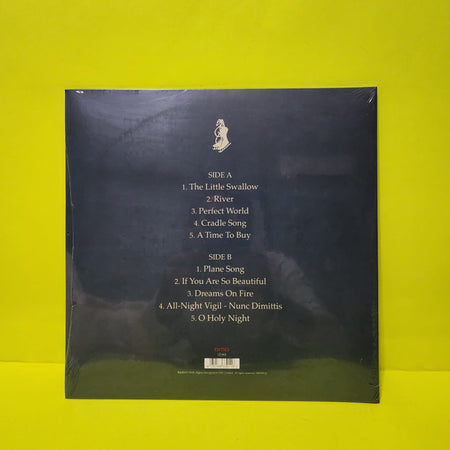 SIDE A
1. The Little Swallow
2. River
3. Perfect World
4. Cradle Song
5. A Time To Buy
SIDE B
1. Plane Song
2. If You Are So Beautiful
3. Dreams On Fire
4. All-Night Vigil - Nunc Dimittis
5. O Holy Night